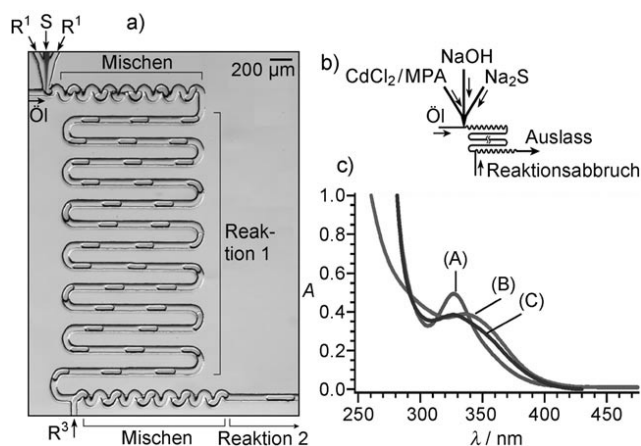 a)
R¹ S R¹
Mischen
200 µm
Öl
Reak-
tion 1
R³
Mischen
Reaktion 2
b)
NaOH
CdCl₂/MPA
Na₂S
Öl
Auslass
Reaktionsabbruch
c)
1.0
0.8
0.6
A
0.4
0.2
0.0
(A)
(B)
(C)
250 300 350 400 450
λ / nm